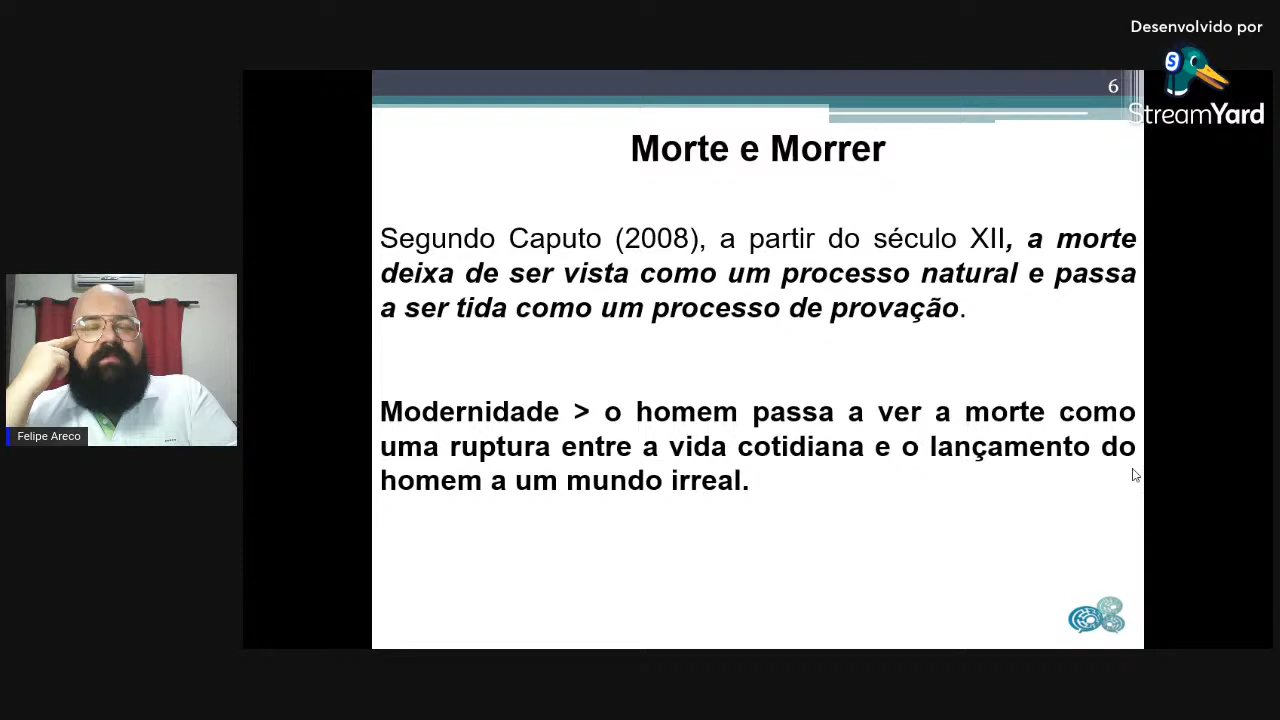 Desenvolvido por
StreamYard
6
Morte e Morrer
Segundo Caputo (2008), a partir do século XII, a morte
deixa de ser vista como um processo natural e passa
a ser tida como um processo de provação.
Modernidade > o homem passa a ver a morte como
uma ruptura entre a vida cotidiana e o lançamento do
homem a um mundo irreal.
Felipe Areco